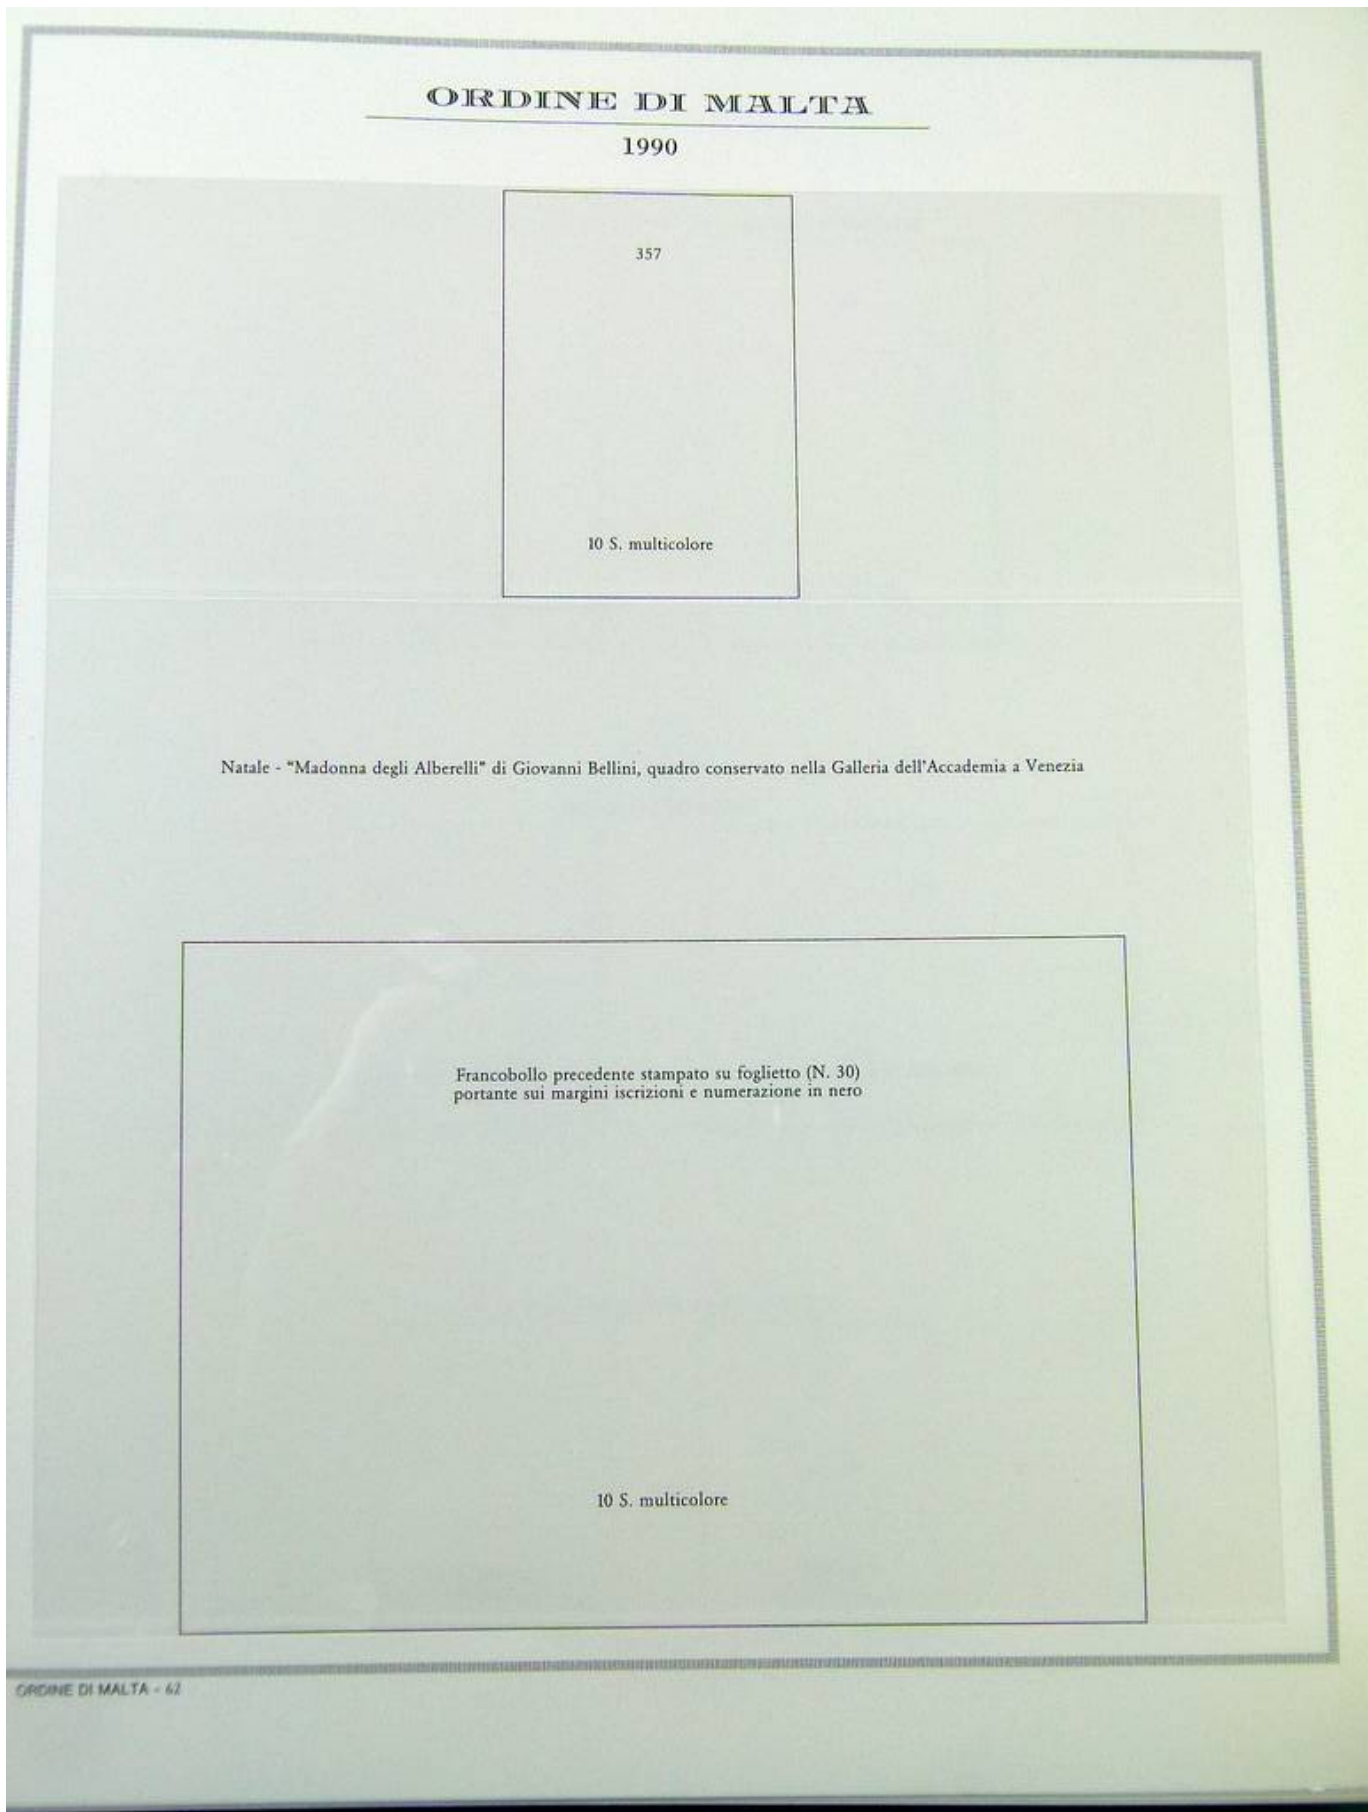 ORDINE DI MALTA
1990
357
10 S. multicolore
Natale - "Madonna degli Alberelli" di Giovanni Bellini, quadro conservato nella Galleria dell'Accademia a Venezia
Francobollo precedente stampato su foglietto (N. 30)
portante sui margini iscrizioni e numerazione in nero
10 S. multicolore
ORDINE DI MALTA - 62